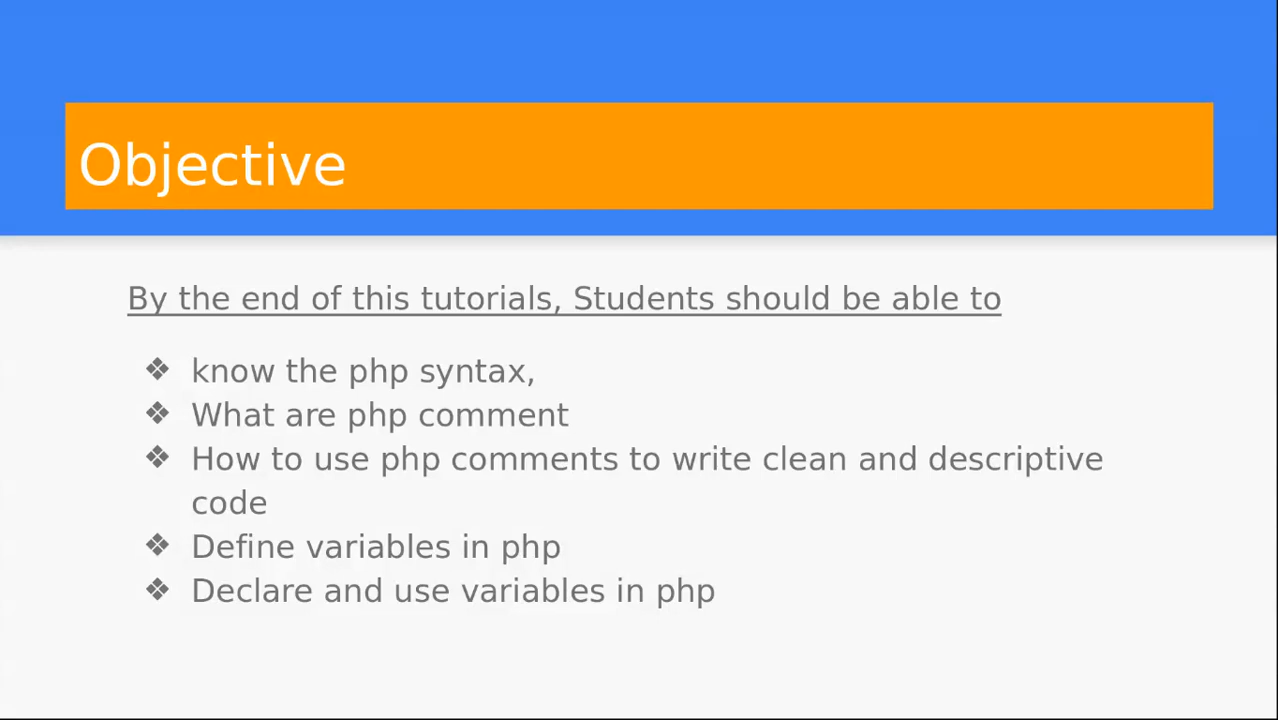 Objective
By the end of this tutorials, Students should be able to
❖ know the php syntax,
❖ What are php comment
❖ How to use php comments to write clean and descriptive
code
❖ Define variables in php
❖ Declare and use variables in php